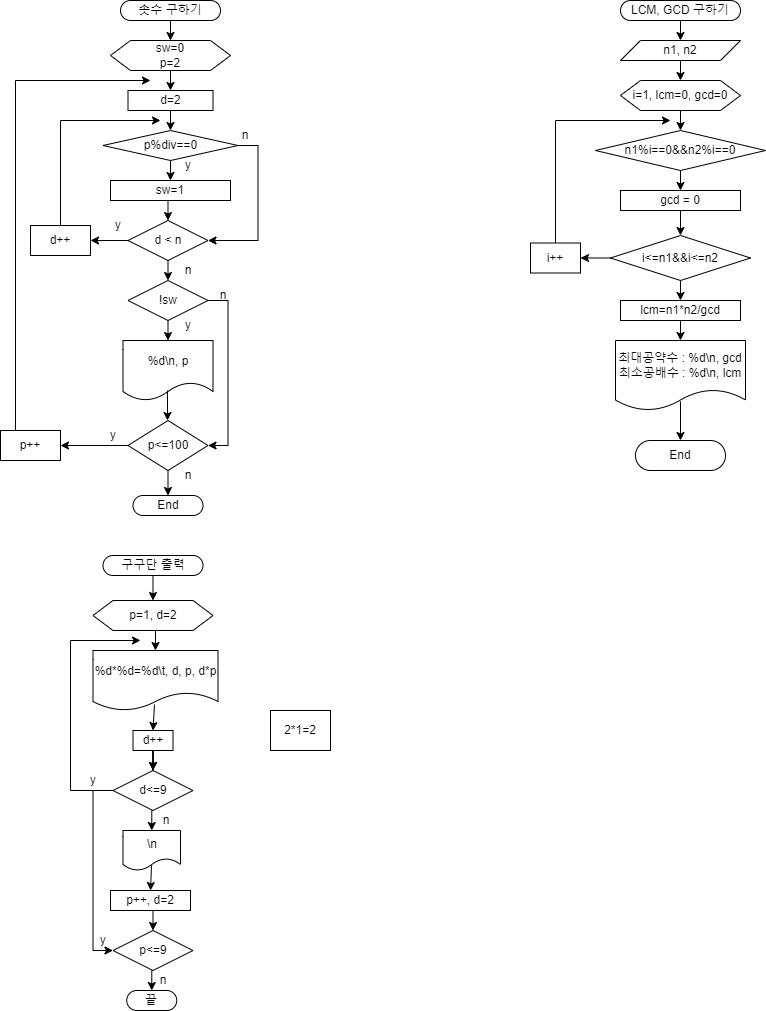 솟수 구하기
sw=0
p=2
d=2
p%div==0
n
y
sw=1
d < n
y
d++
n
!sw
n
y
%d\n, p
p<=100
y
p++
n
End
LCM, GCD 구하기
n1, n2
i=1, lcm=0, gcd=0
n1%i==0&&n2%i==0
gcd = 0
i<=n1&&i<=n2
i++
lcm=n1*n2/gcd
최대공약수 : %d\n, gcd
최소공배수 : %d\n, lcm
End
구구단 출력
p=1, d=2
%d*%d=%d\t, d, p, d*p
d++
2*1=2
d<=9
y
n
\n
p++, d=2
p<=9
y
n
끝